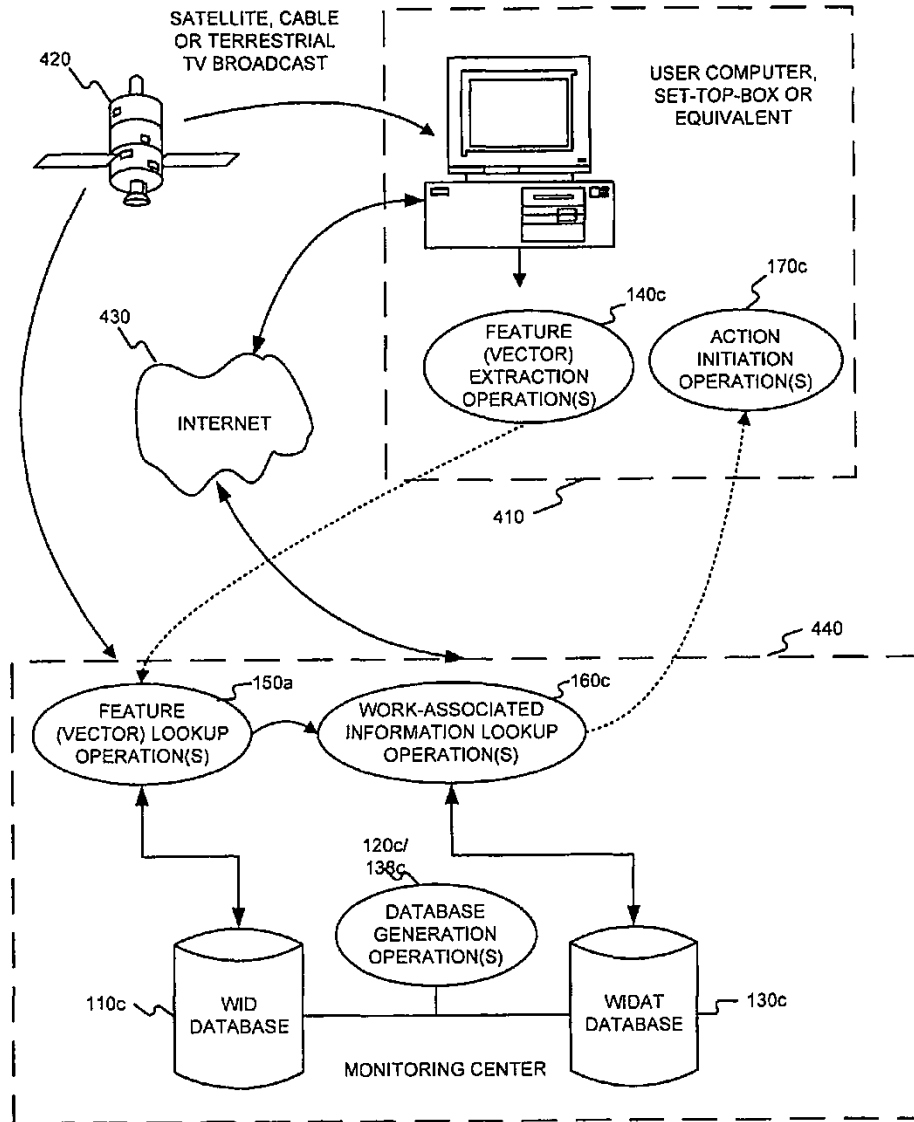 SATELLITE, CABLE
OR TERRESTRIAL
TV BROADCAST
420
USER COMPUTER,
SET-TOP-BOX OR
EQUIVALENT
430
INTERNET
140c
FEATURE
(VECTOR)
EXTRACTION
OPERATION(S)
170c
ACTION
INITIATION
OPERATION(S)
410
440
150a
FEATURE
(VECTOR) LOOKUP
OPERATION(S)
160c
WORK-ASSOCIATED
INFORMATION LOOKUP
OPERATION(S)
120c/
138c
DATABASE
GENERATION
OPERATION(S)
110c
WID
DATABASE
WIDAT
DATABASE
130c
MONITORING CENTER